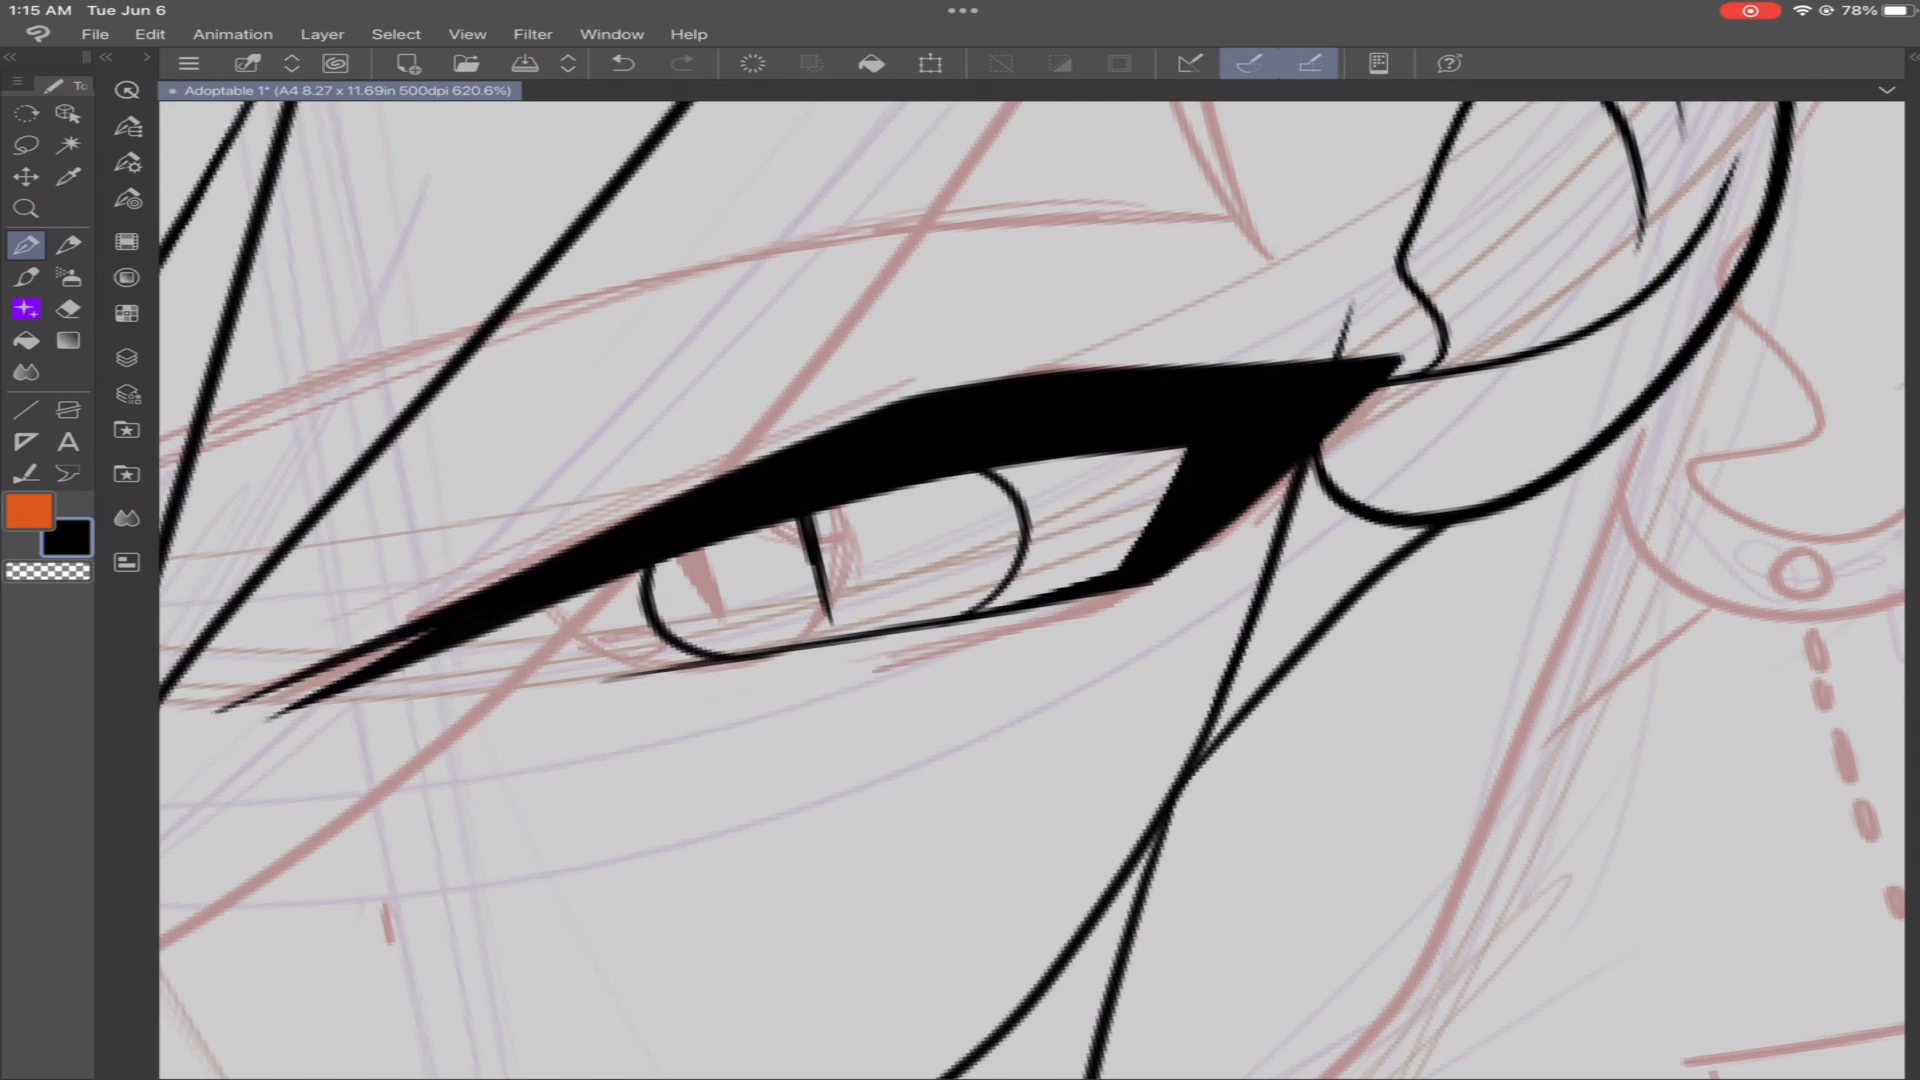 1:15 AM Tue Jun 6
78%
File Edit Animation Layer Select View Filter Window Help
To
Adoptable 1* (A4 8.27 x 11.69in 500dpi 620.6%)
A